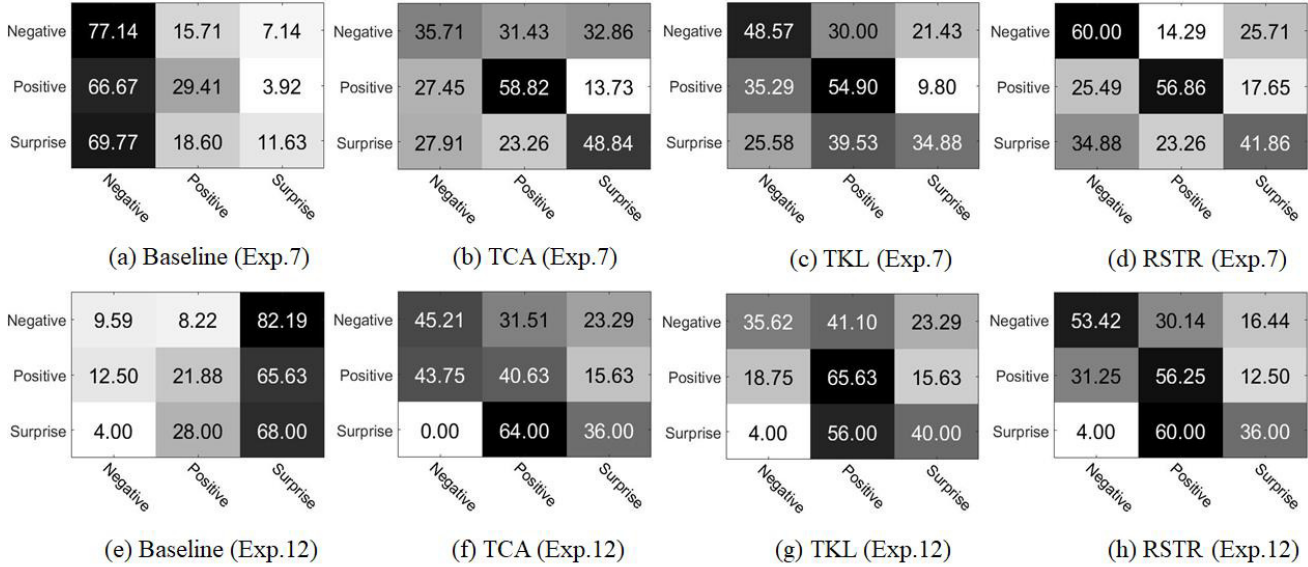 Negative 77.14 15.71 7.14
Positive 66.67 29.41 3.92
Surprise 69.77 18.60 11.63
Negative Positive Surprise
(a) Baseline (Exp.7)
Negative 35.71 31.43 32.86
Positive 27.45 58.82 13.73
Surprise 27.91 23.26 48.84
Negative Positive Surprise
(b) TCA (Exp.7)
Negative 48.57 30.00 21.43
Positive 35.29 54.90 9.80
Surprise 25.58 39.53 34.88
Negative Positive Surprise
(c) TKL (Exp.7)
Negative 60.00 14.29 25.71
Positive 25.49 56.86 17.65
Surprise 34.88 23.26 41.86
Negative Positive Surprise
(d) RSTR (Exp.7)
Negative 9.59 8.22 82.19
Positive 12.50 21.88 65.63
Surprise 4.00 28.00 68.00
Negative Positive Surprise
(e) Baseline (Exp.12)
Negative 45.21 31.51 23.29
Positive 43.75 40.63 15.63
Surprise 0.00 64.00 36.00
Negative Positive Surprise
(f) TCA (Exp.12)
Negative 35.62 41.10 23.29
Positive 18.75 65.63 15.63
Surprise 4.00 56.00 40.00
Negative Positive Surprise
(g) TKL (Exp.12)
Negative 53.42 30.14 16.44
Positive 31.25 56.25 12.50
Surprise 4.00 60.00 36.00
Negative Positive Surprise
(h) RSTR (Exp.12)